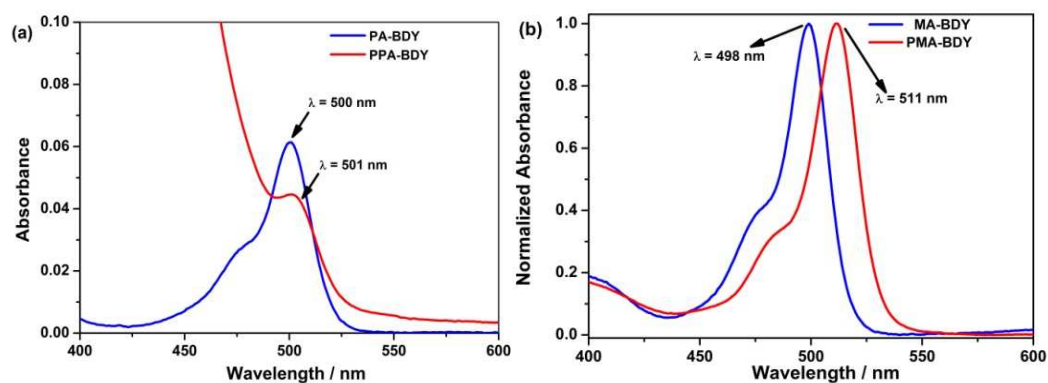 (a)
PA-BDY
PPA-BDY
λ = 500 nm
λ = 501 nm
Absorbance
0.10
0.08
0.06
0.04
0.02
0.00
400
450
500
550
600
Wavelength / nm
(b)
MA-BDY
PMA-BDY
λ = 498 nm
λ = 511 nm
Normalized Absorbance
1.0
0.8
0.6
0.4
0.2
0.0
400
450
500
550
600
Wavelength / nm